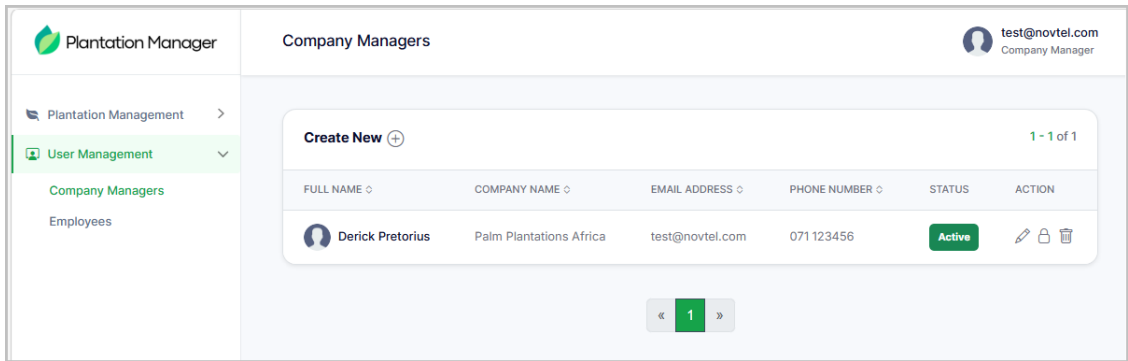 Plantation Manager
Company Managers
test@novtel.com
Company Manager
Plantation Management
User Management
Company Managers
Employees
Create New
1 - 1 of 1
FULL NAME COMPANY NAME EMAIL ADDRESS PHONE NUMBER STATUS ACTION
Derick Pretorius Palm Plantations Africa test@novtel.com 071 123456 Active
« 1 »